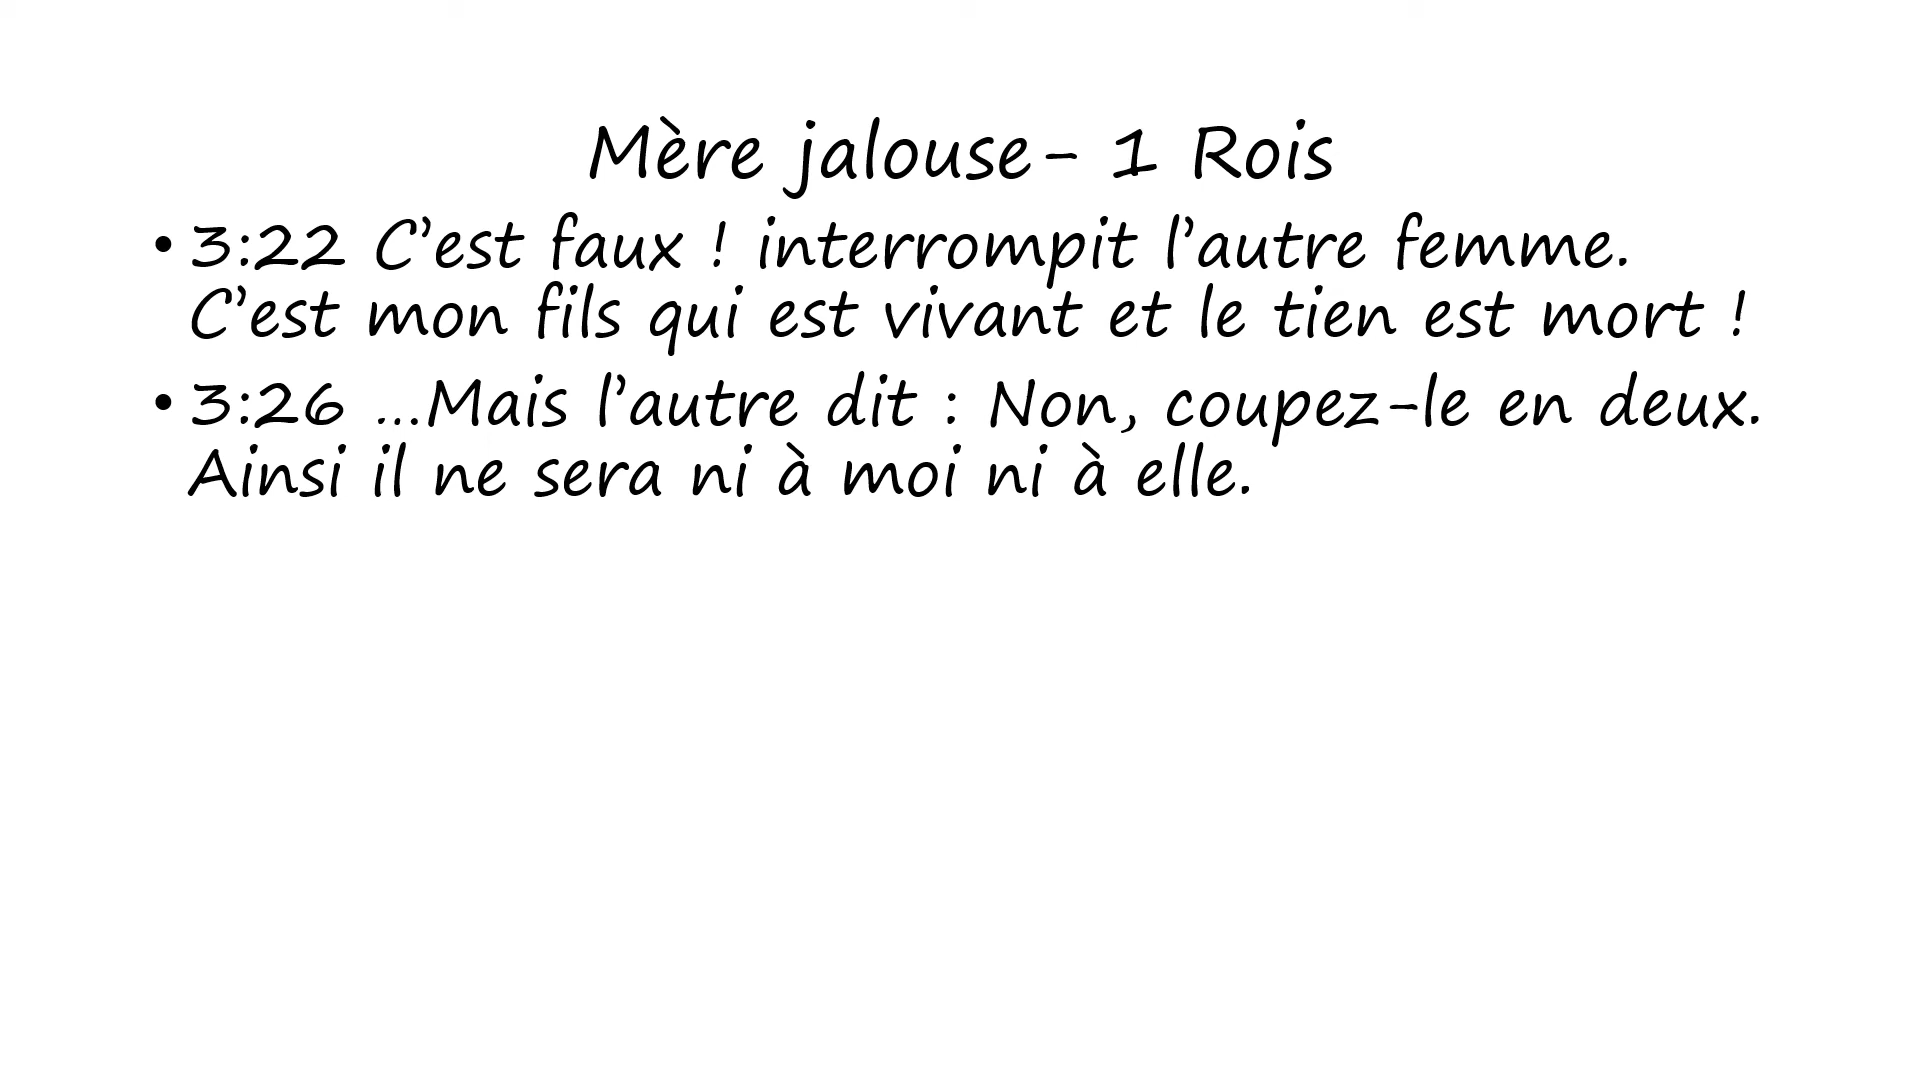 Mère jalouse- 1 Rois
• 3:22 C’est faux ! interrompit l’autre femme.
C’est mon fils qui est vivant et le tien est mort !
• 3:26 …Mais l’autre dit : Non, coupez-le en deux.
Ainsi il ne sera ni à moi ni à elle.